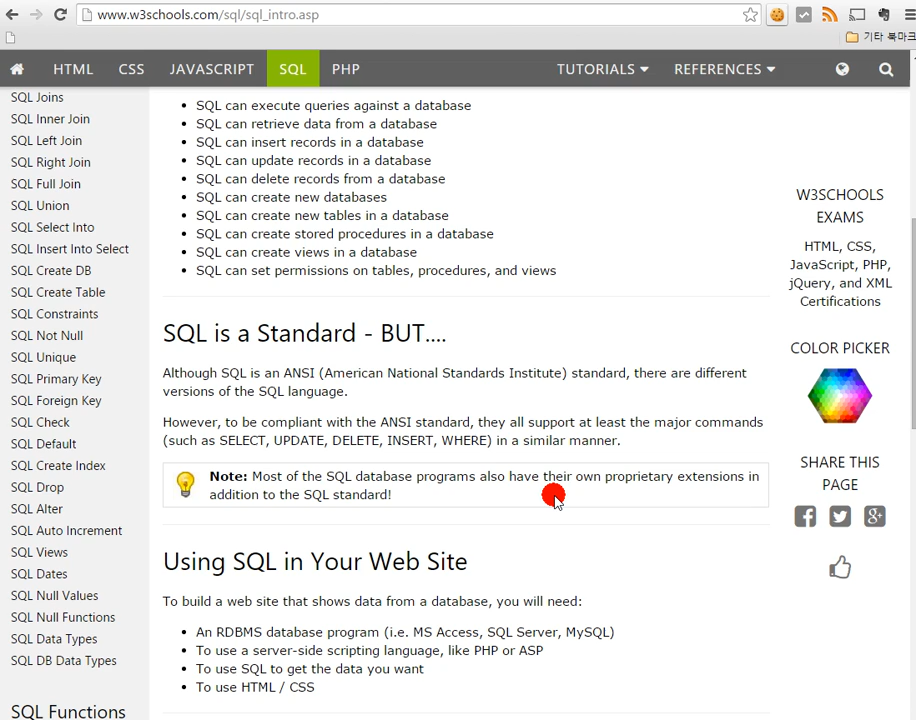 www.w3schools.com/sql/sql_intro.asp
기타 북마크
HTML CSS JAVASCRIPT SQL PHP TUTORIALS REFERENCES
SQL Joins
SQL Inner Join
SQL Left Join
SQL Right Join
SQL Full Join
SQL Union
SQL Select Into
SQL Insert Into Select
SQL Create DB
SQL Create Table
SQL Constraints
SQL Not Null
SQL Unique
SQL Primary Key
SQL Foreign Key
SQL Check
SQL Default
SQL Create Index
SQL Drop
SQL Alter
SQL Auto Increment
SQL Views
SQL Dates
SQL Null Values
SQL Null Functions
SQL Data Types
SQL DB Data Types
SQL Functions
• SQL can execute queries against a database
• SQL can retrieve data from a database
• SQL can insert records in a database
• SQL can update records in a database
• SQL can delete records from a database
• SQL can create new databases
• SQL can create new tables in a database
• SQL can create stored procedures in a database
• SQL can create views in a database
• SQL can set permissions on tables, procedures, and views
SQL is a Standard - BUT....
Although SQL is an ANSI (American National Standards Institute) standard, there are different
versions of the SQL language.
However, to be compliant with the ANSI standard, they all support at least the major commands
(such as SELECT, UPDATE, DELETE, INSERT, WHERE) in a similar manner.
Note: Most of the SQL database programs also have their own proprietary extensions in
addition to the SQL standard!
Using SQL in Your Web Site
To build a web site that shows data from a database, you will need:
• An RDBMS database program (i.e. MS Access, SQL Server, MySQL)
• To use a server-side scripting language, like PHP or ASP
• To use SQL to get the data you want
• To use HTML / CSS
W3SCHOOLS
EXAMS
HTML, CSS,
JavaScript, PHP,
jQuery, and XML
Certifications
COLOR PICKER
SHARE THIS
PAGE